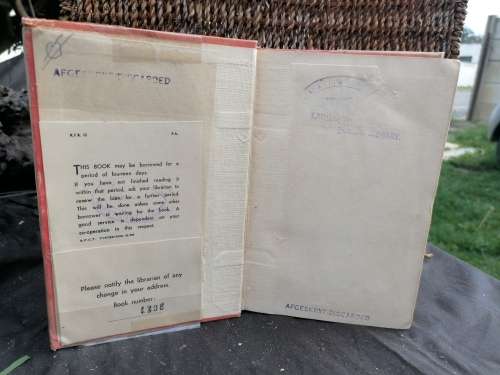 AFGESKRYF DISCARDED
THIS BOOK may be borrowed for a
period of fourteen days.
If you have not finished reading it
within that period, ask your librarian to
renew the loan for a further period.
This will be done unless some other
borrower is waiting for the book. A
good service is dependent on your
co-operation in this respect.
Please notify the librarian of any
change in your address.
Book number:
LIBRARY
AFGESKRYF DISCARDED